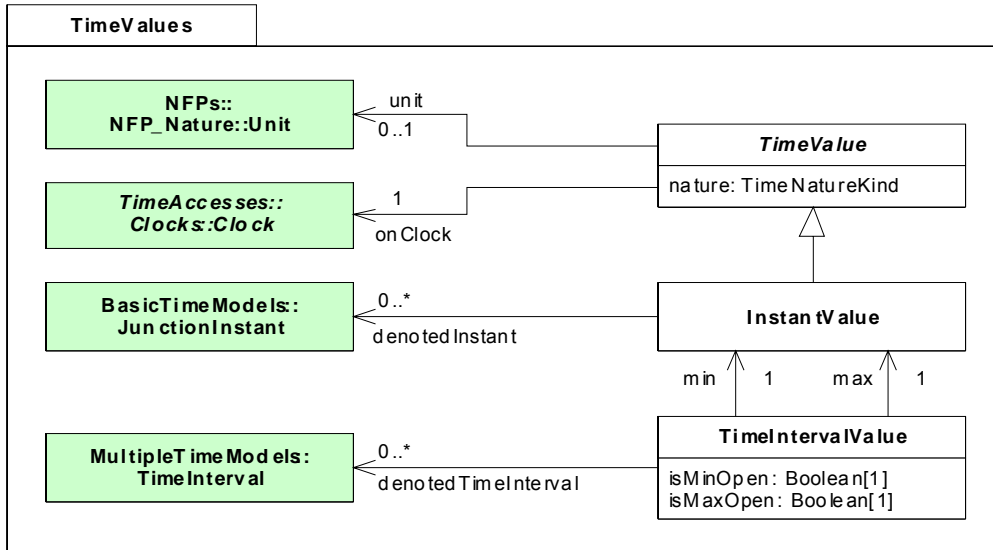 TimeValues
NFPs::
NFP_Nature::Unit
unit
0..1
TimeValue
nature: TimeNatureKind
TimeAccesses::
Clocks::Clock
1
onClock
BasicTimeModels::
JunctionInstant
0..*
denotedInstant
InstantValue
min 1 max 1
MultipleTimeModels:
TimeInterval
0..*
denotedTimeInterval
TimeIntervalValue
isMinOpen: Boolean[1]
isMaxOpen: Boolean[1]